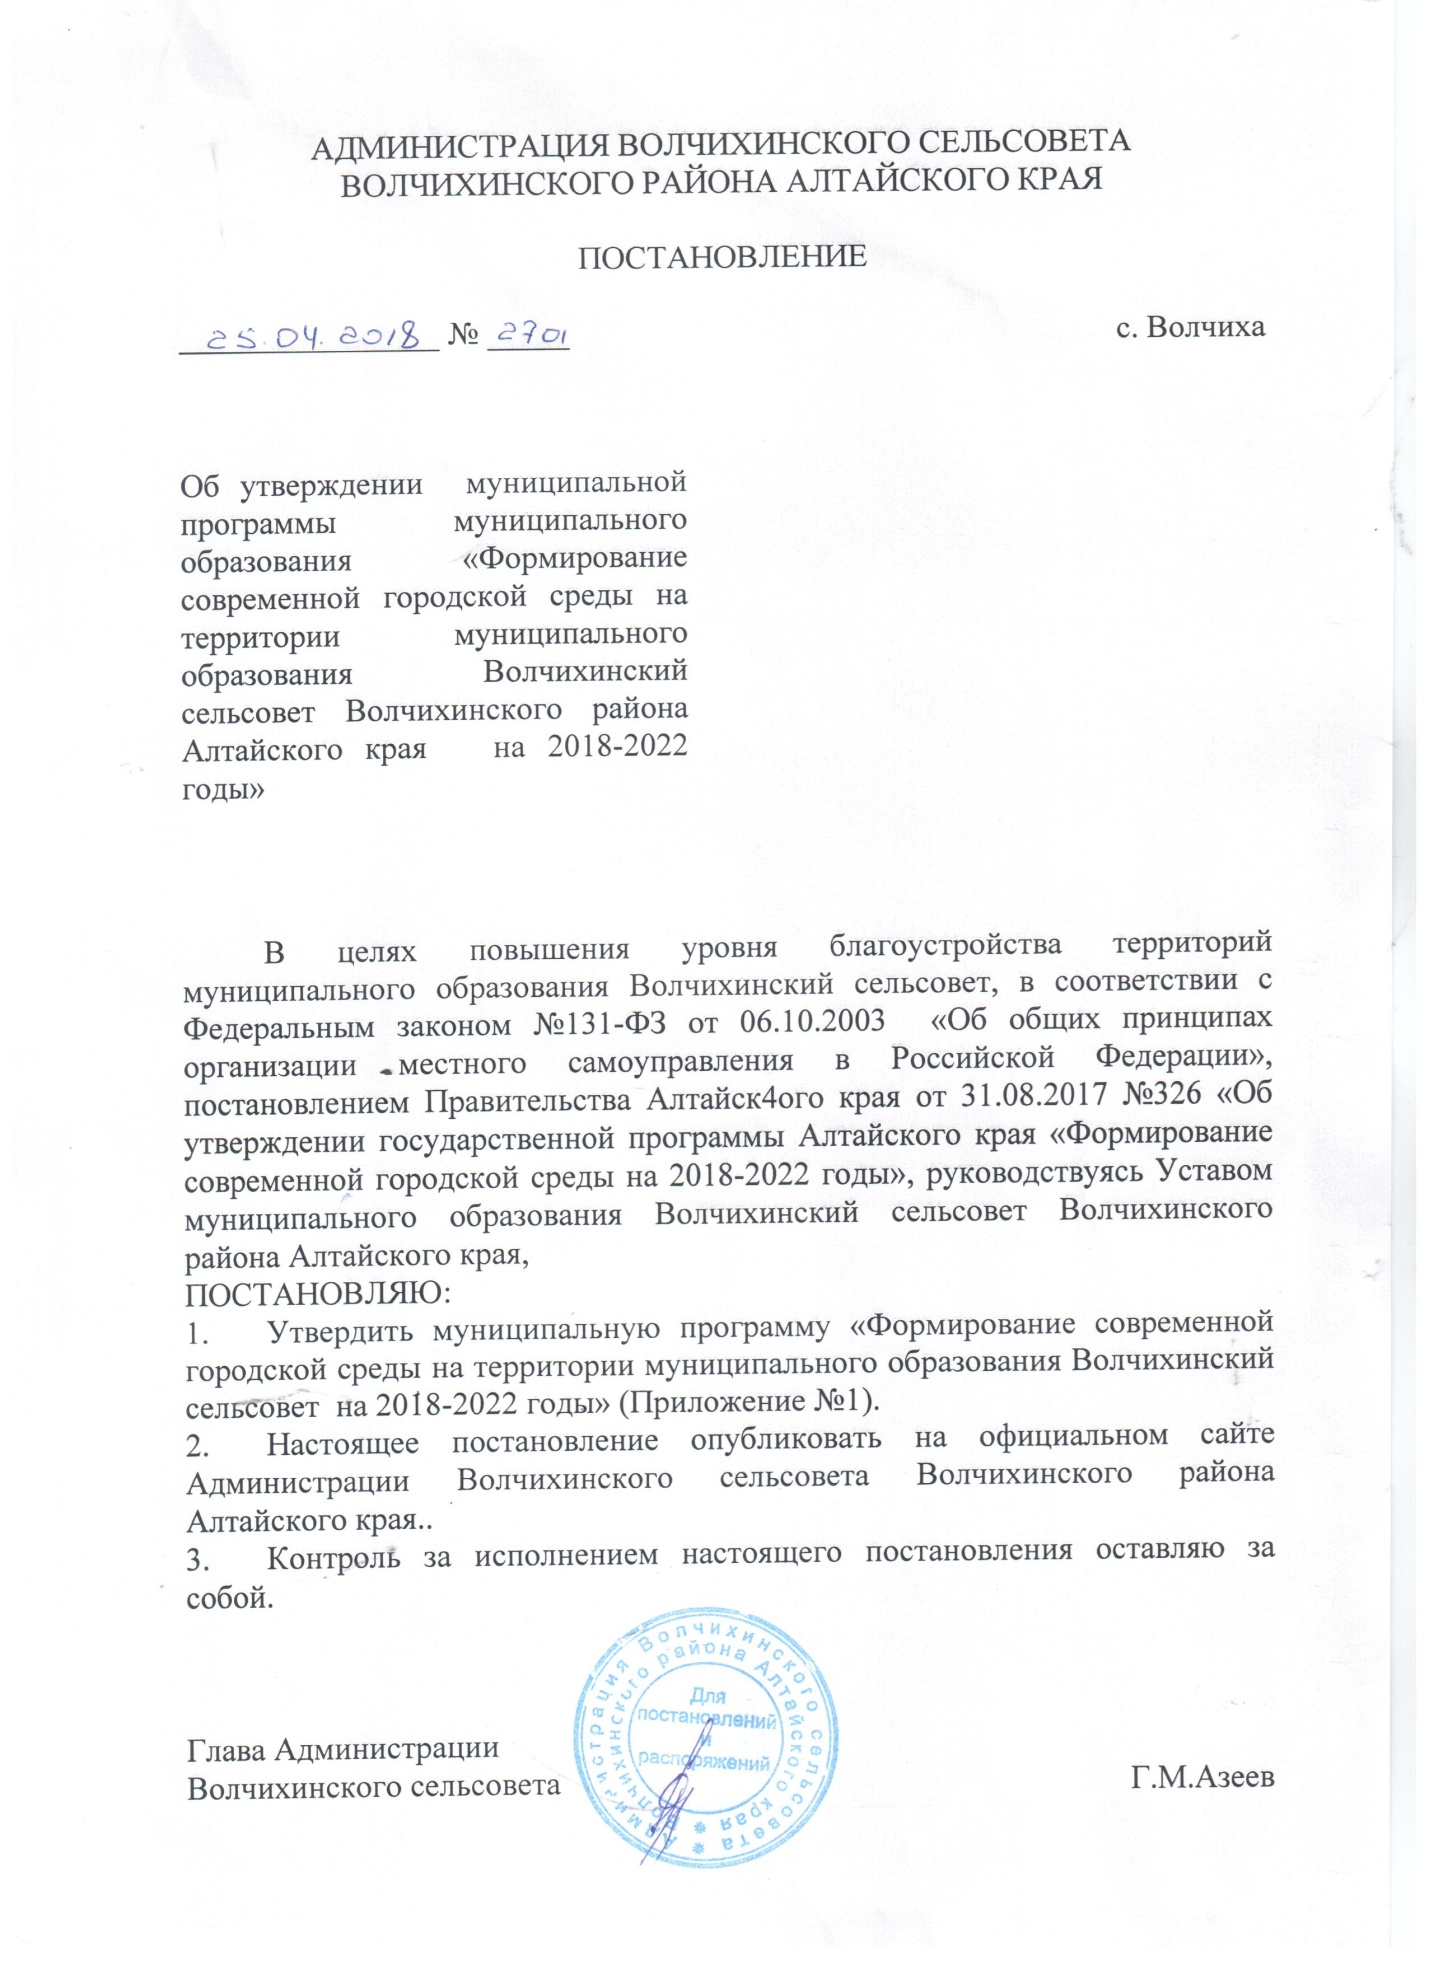 АДМИНИСТРАЦИЯ ВОЛЧИХИНСКОГО СЕЛЬСОВЕТА
ВОЛЧИХИНСКОГО РАЙОНА АЛТАЙСКОГО КРАЯ
ПОСТАНОВЛЕНИЕ
25.04.2018 № 2701 с. Волчиха
Об утверждении муниципальной
программы муниципального
образования «Формирование
современной городской среды на
территории муниципального
образования Волчихинский
сельсовет Волчихинского района
Алтайского края на 2018-2022
годы»
В целях повышения уровня благоустройства территорий
муниципального образования Волчихинский сельсовет, в соответствии с
Федеральным законом №131-ФЗ от 06.10.2003 «Об общих принципах
организации местного самоуправления в Российской Федерации»,
постановлением Правительства Алтайск4ого края от 31.08.2017 №326 «Об
утверждении государственной программы Алтайского края «Формирование
современной городской среды на 2018-2022 годы», руководствуясь Уставом
муниципального образования Волчихинский сельсовет Волчихинского
района Алтайского края,
ПОСТАНОВЛЯЮ:
1. Утвердить муниципальную программу «Формирование современной
городской среды на территории муниципального образования Волчихинский
сельсовет на 2018-2022 годы» (Приложение №1).
2. Настоящее постановление опубликовать на официальном сайте
Администрации Волчихинского сельсовета Волчихинского района
Алтайского края..
3. Контроль за исполнением настоящего постановления оставляю за
собой.
Администрация Волчихинского сельсовета
Волчихинского района Алтайского края
Для
постановлений
и
распоряжений
Глава Администрации
Волчихинского сельсовета Г.М.Азеев